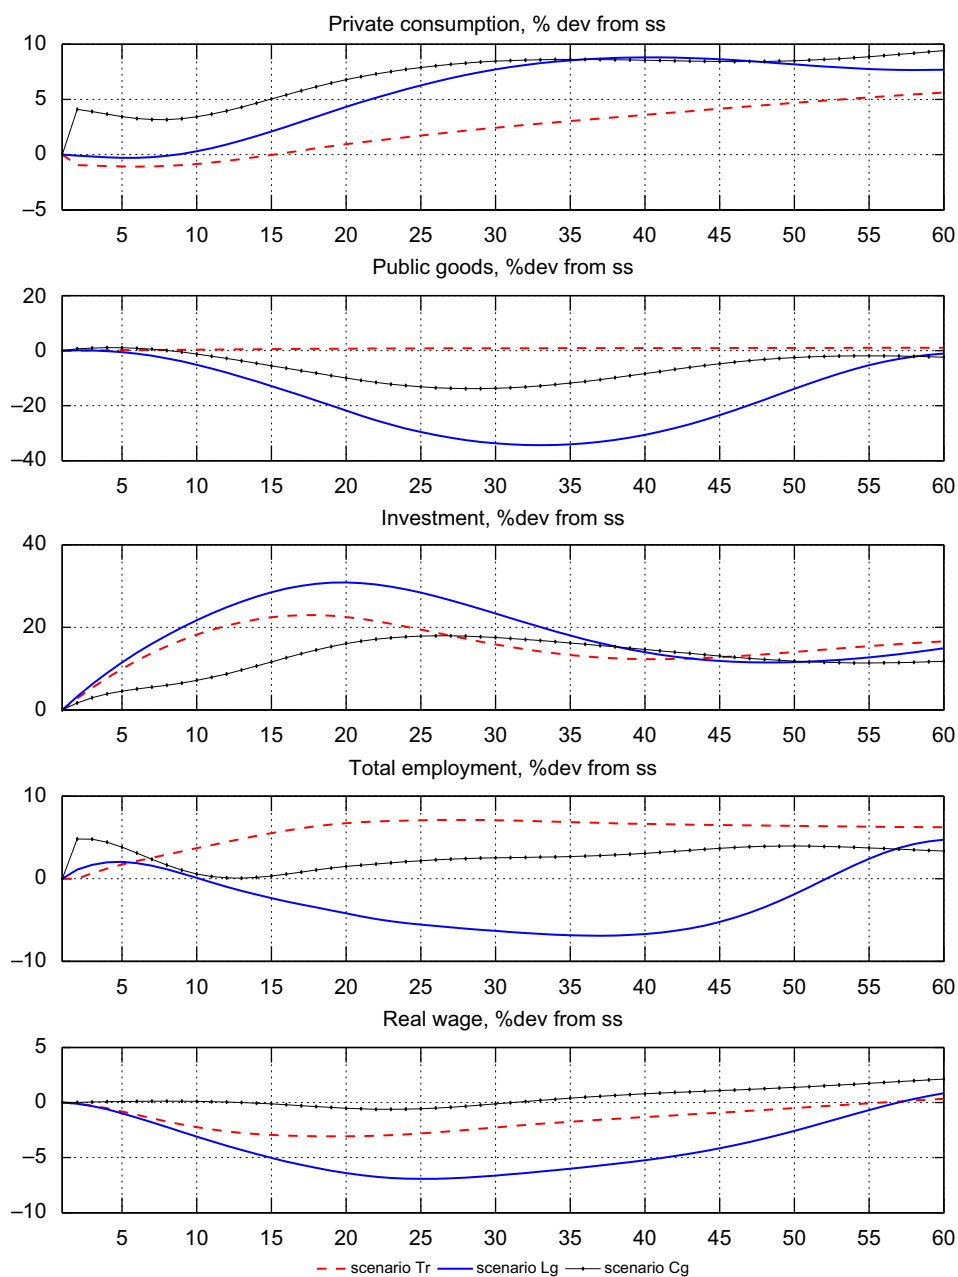 Private consumption, % dev from ss
10
5
0
–5
5 10 15 20 25 30 35 40 45 50 55 60
Public goods, %dev from ss
20
0
–20
–40
5 10 15 20 25 30 35 40 45 50 55 60
Investment, %dev from ss
40
20
0
5 10 15 20 25 30 35 40 45 50 55 60
Total employment, %dev from ss
10
0
–10
5 10 15 20 25 30 35 40 45 50 55 60
Real wage, %dev from ss
5
0
–5
–10
5 10 15 20 25 30 35 40 45 50 55 60
scenario Tr scenario Lg scenario Cg